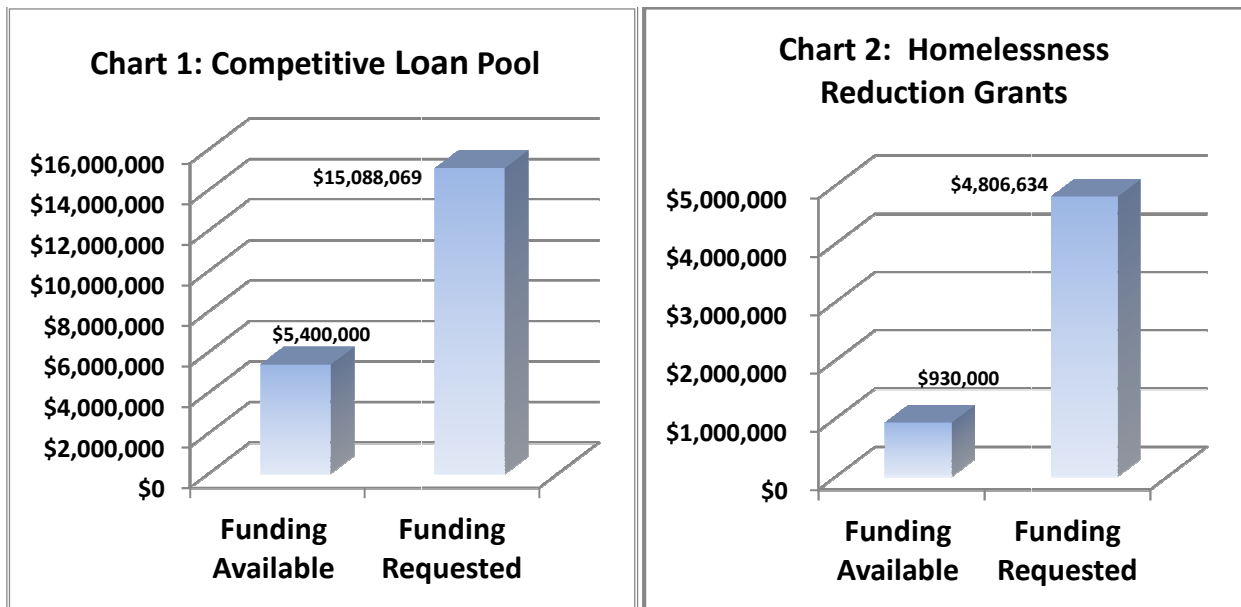 Chart 1: Competitive Loan Pool
$16,000,000
$14,000,000
$12,000,000
$10,000,000
$8,000,000
$6,000,000
$4,000,000
$2,000,000
$0
$15,088,069
$5,400,000
Funding
Available
Funding
Requested
Chart 2: Homelessness
Reduction Grants
$5,000,000
$4,000,000
$3,000,000
$2,000,000
$1,000,000
$0
$4,806,634
$930,000
Funding
Available
Funding
Requested